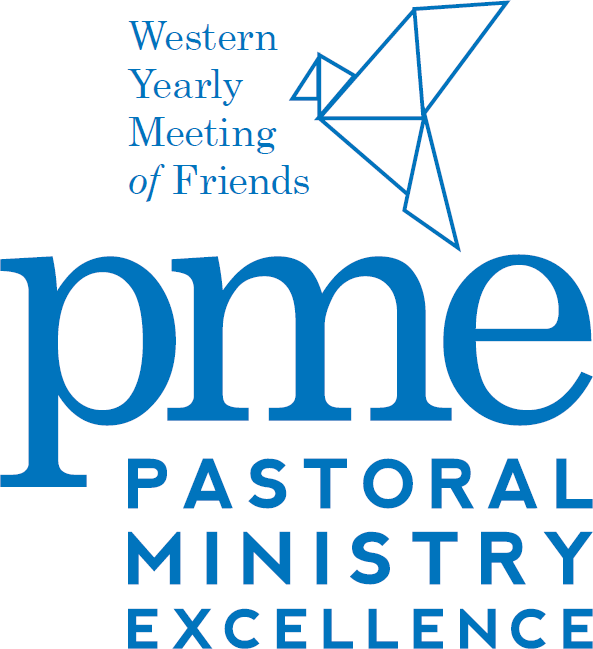 Western
Yearly
Meeting
of Friends
pme
PASTORAL
MINISTRY
EXCELLENCE